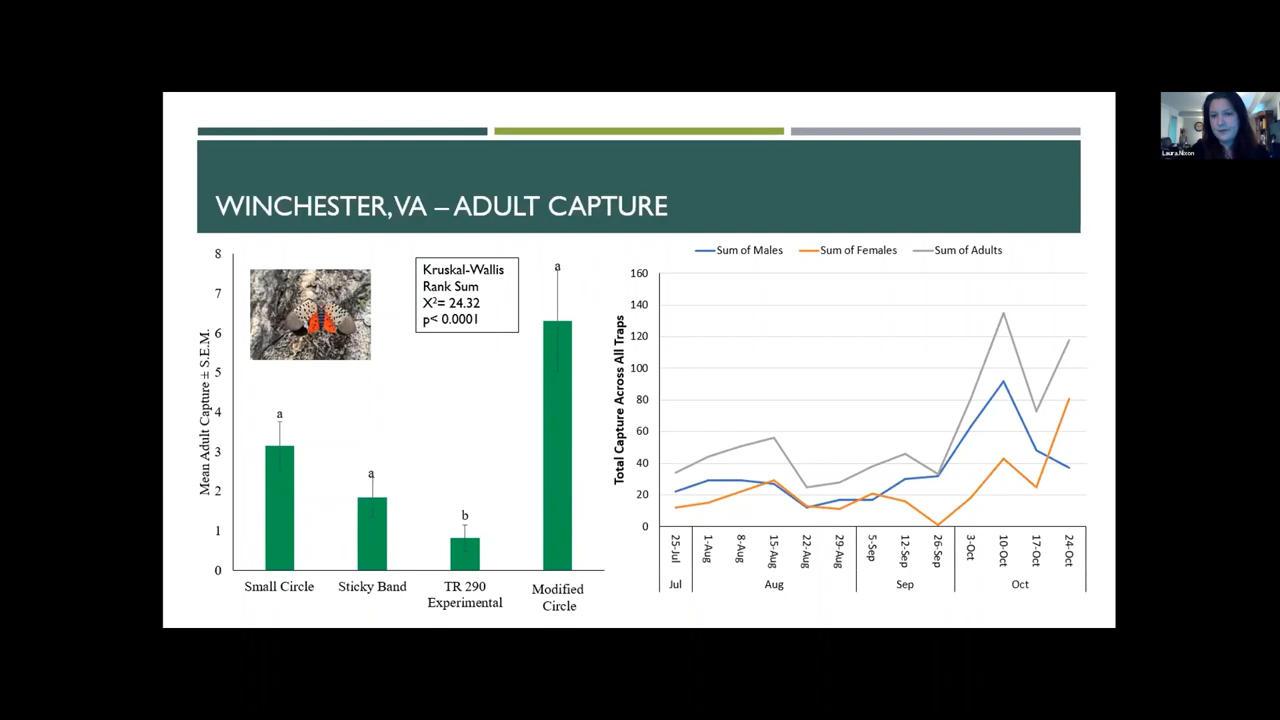 WINCHESTER, VA – ADULT CAPTURE
Mean Adult Capture ± S.E.M.
8
7
6
5
4
3
2
1
0
Kruskal-Wallis
Rank Sum
X²= 24.32
p< 0.0001
a
a
b
a
Small Circle
Sticky Band
TR 290
Experimental
Modified
Circle
Sum of Males
Sum of Females
Sum of Adults
Total Capture Across All Traps
160
140
120
100
80
60
40
20
0
25-Jul
1-Aug
8-Aug
15-Aug
22-Aug
29-Aug
5-Sep
12-Sep
26-Sep
3-Oct
10-Oct
17-Oct
24-Oct
Jul
Aug
Sep
Oct
Laura.Nixon